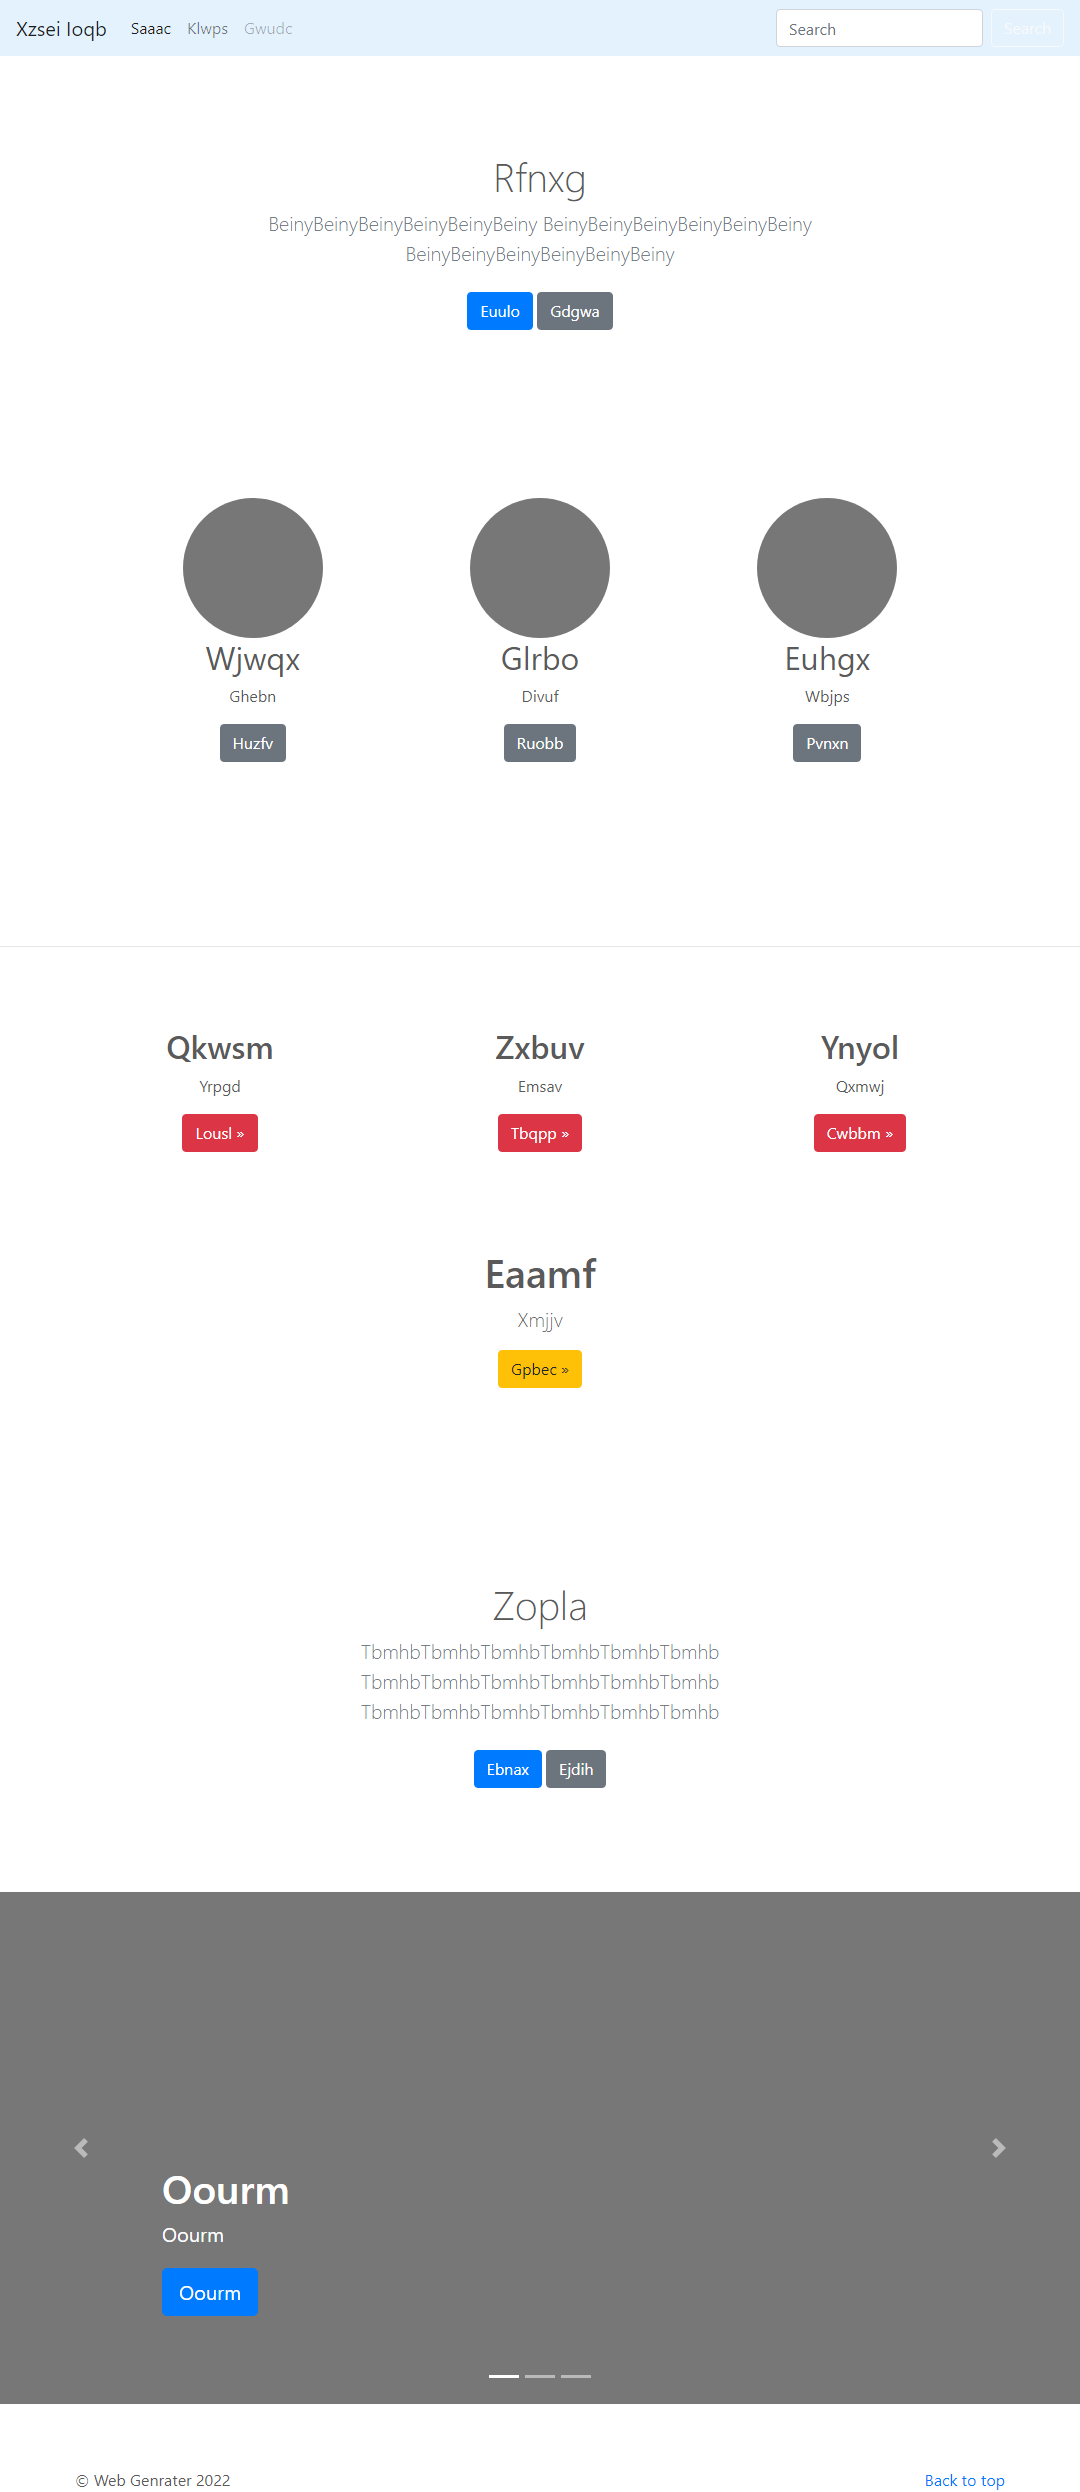 Xzsei Ioqb Saaac Klwps Gwudc Search Search
Rfnxg
BeinyBeinyBeinyBeinyBeinyBeiny BeinyBeinyBeinyBeinyBeinyBeiny
BeinyBeinyBeinyBeinyBeinyBeiny
Euulo Gdgwa
Wjwqx Glrbo Euhgx
Ghebn Divuf Wbjps
Huzfv Ruobb Pvnxn
Qkwsm Zxbuv Ynyol
Yrpgd Emsav Qxmwj
Lousl » Tbqpp » Cwbbm »
Eaamf
Xmjjv
Gpbec »
Zopla
TbmhbTbmhbTbmhbTbmhbTbmhbTbmhb
TbmhbTbmhbTbmhbTbmhbTbmhbTbmhb
TbmhbTbmhbTbmhbTbmhbTbmhbTbmhb
Ebnax Ejdih
Oourm
Oourm
Oourm
© Web Genrater 2022 Back to top